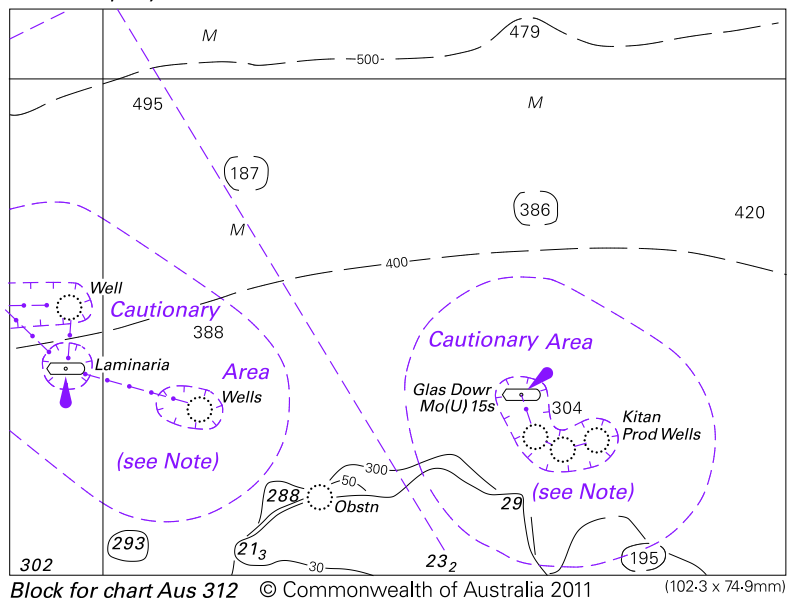 M
479
500
495
M
187
386
420
M
400
Well
Cautionary
388
Cautionary Area
Laminaria
Area
Wells
Glas Dowr
Mo(U) 15s
304
Kitan
Prod Wells
(see Note)
300
50
288
Obstn
(see Note)
29
293
21₃
23₂
195
302
30
Block for chart Aus 312 © Commonwealth of Australia 2011 (102·3 x 74·9mm)